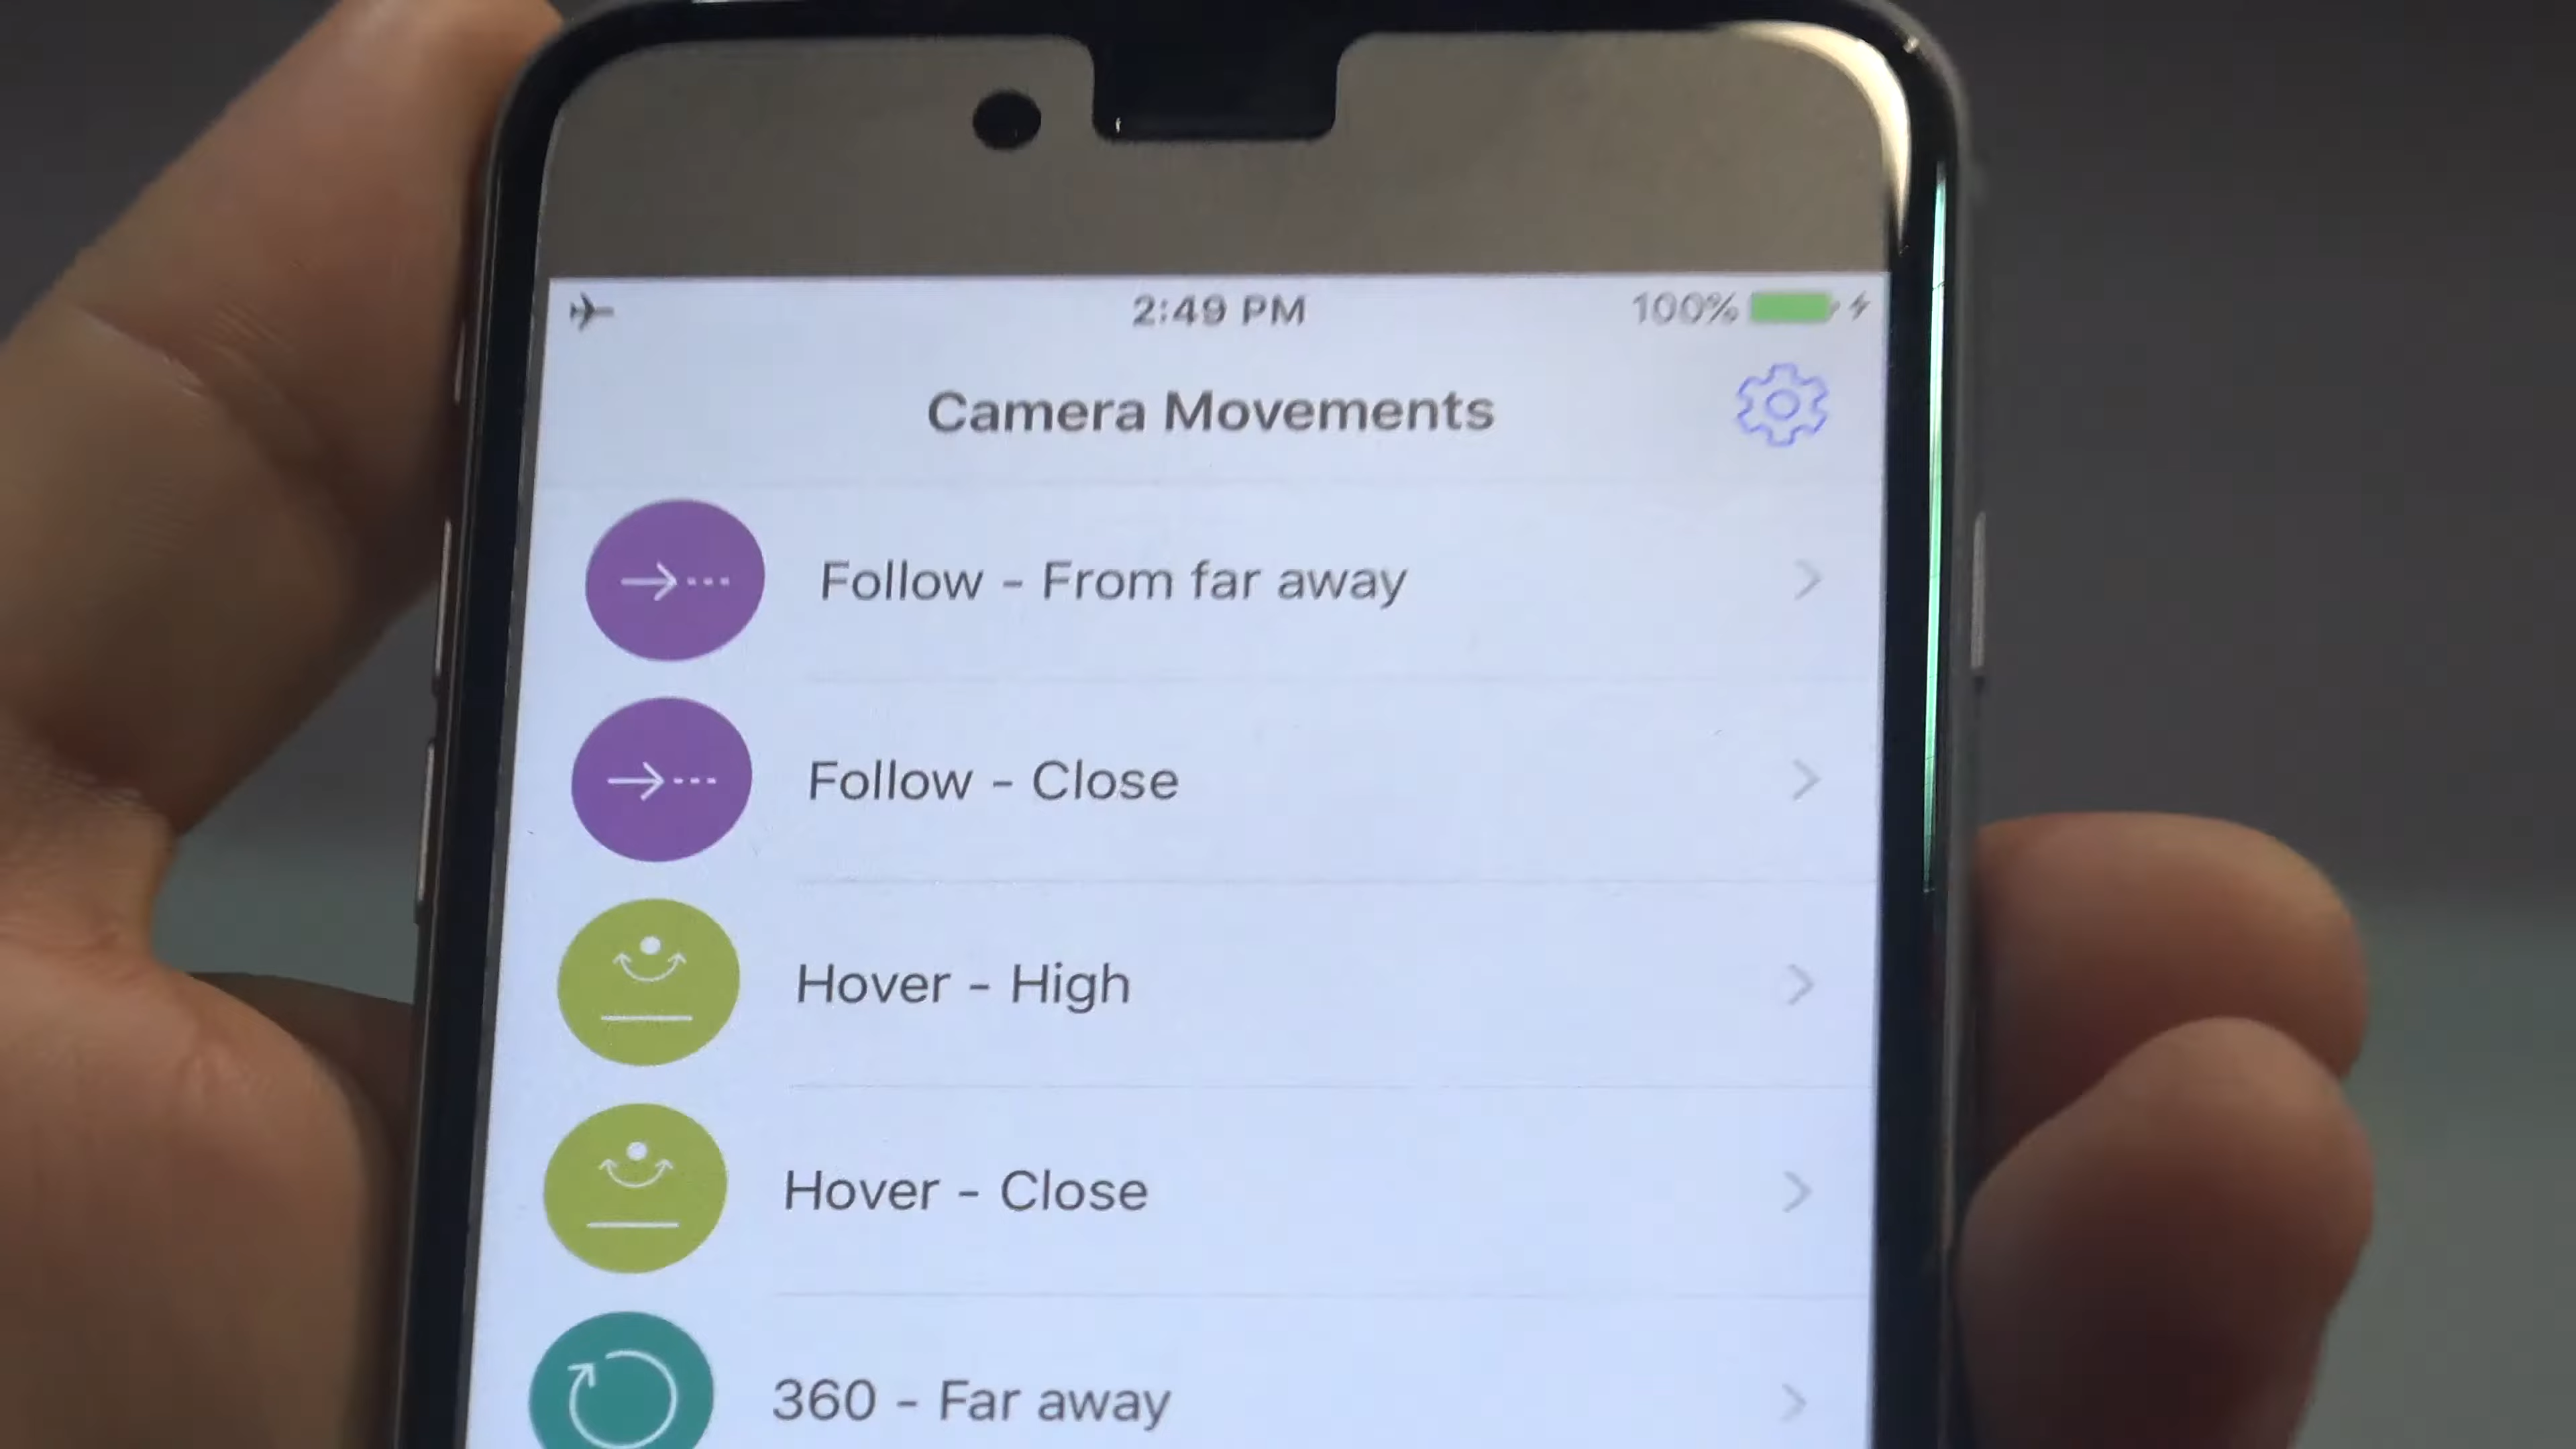 2:49 PM
100%
Camera Movements
Follow - From far away
Follow - Close
Hover - High
Hover - Close
360 - Far away